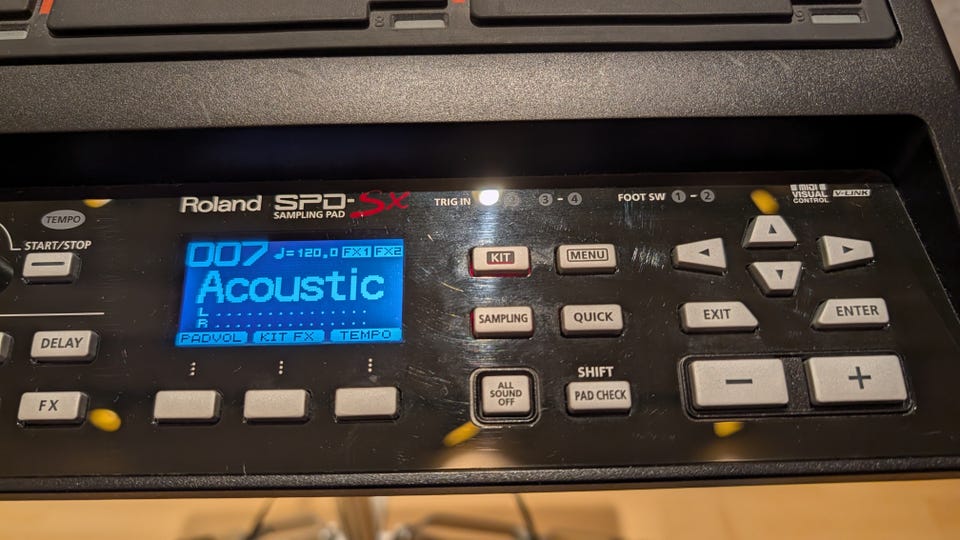 8
9
Roland SPD-SX
SAMPLING PAD
TRIG IN
3 - 4
FOOT SW 1 - 2
MIDI
VISUAL
CONTROL
V-LINK
TEMPO
START/STOP
007 ♩=120.0 FX1 FX2
Acoustic
L
R
PADVOL KIT FX TEMPO
KIT
MENU
SAMPLING
QUICK
EXIT
ENTER
DELAY
FX
ALL
SOUND
OFF
SHIFT
PAD CHECK
−
+